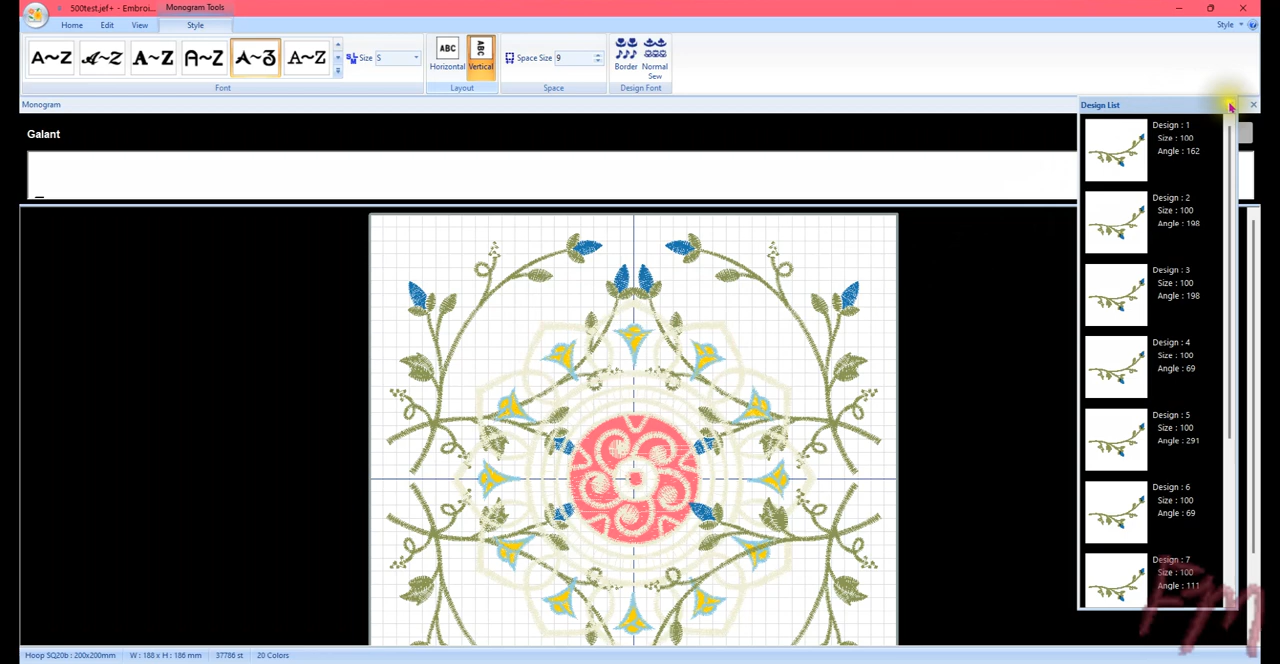 500test.jef+ - Embroi...
Monogram Tools
Home
Edit
View
Style
Style
A~Z
A~Z
A~Z
A~Z
A~Z
A~Z
Size
S
ABC
Horizontal
ABC
Vertical
Space Size
9
Border
Normal
Sew
Font
Layout
Space
Design Font
Monogram
Design List
Galant
Design : 1
Size : 100
Angle : 162
Design : 2
Size : 100
Angle : 198
Design : 3
Size : 100
Angle : 198
Design : 4
Size : 100
Angle : 69
Design : 5
Size : 100
Angle : 291
Design : 6
Size : 100
Angle : 69
Design : 7
Size : 100
Angle : 111
FM
Hoop SQ20b : 200x200mm
W : 188 x H : 186 mm
37786 st
20 Colors